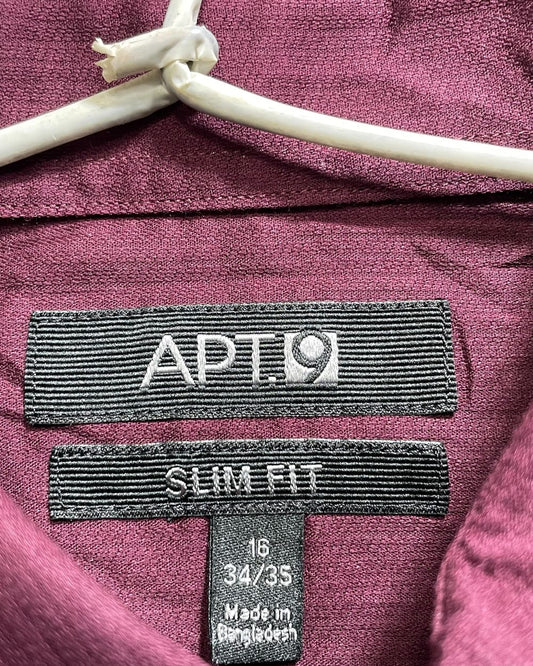 APT.9
SLIM FIT
16
34/35
Made in
Bangladesh